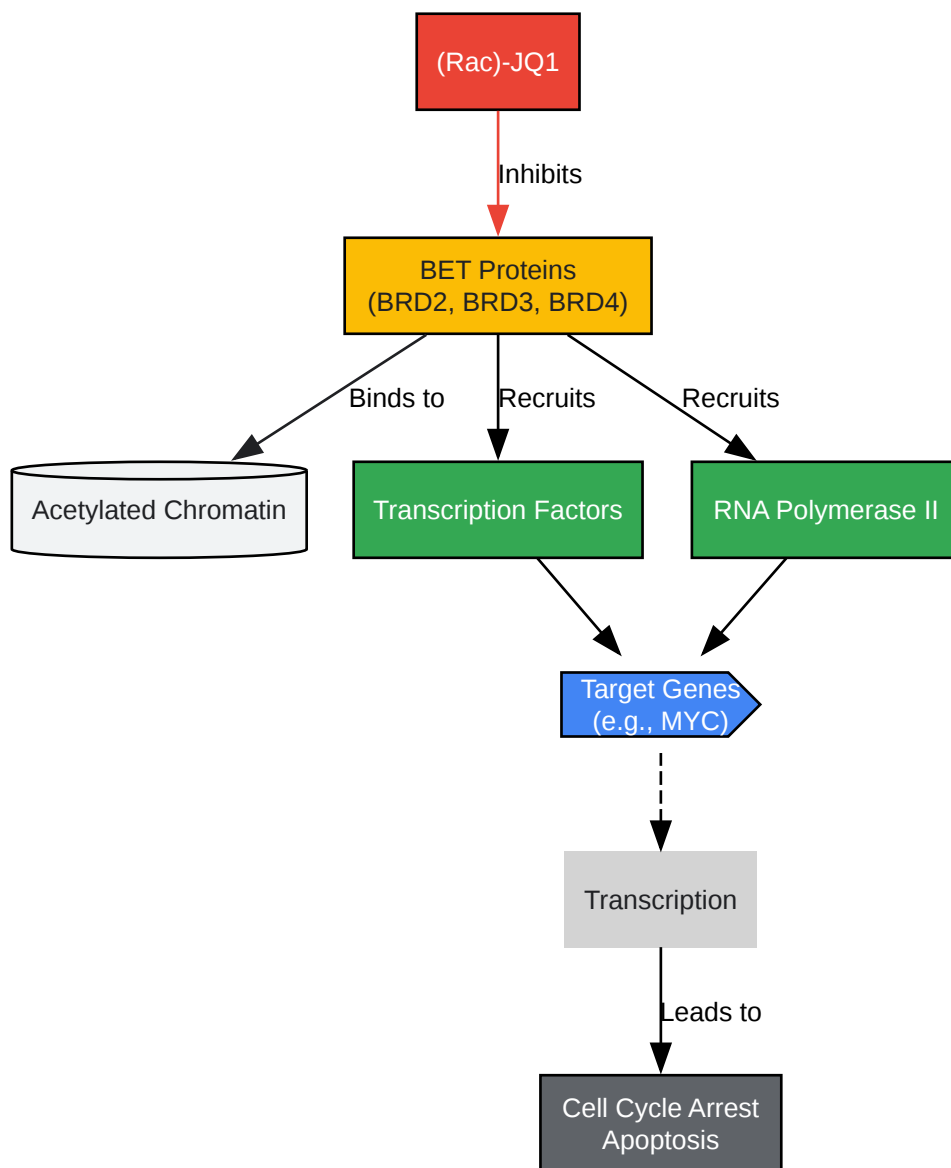 (Rac)-JQ1
Inhibits
BET Proteins
(BRD2, BRD3, BRD4)
Binds to
Recruits
Recruits
Acetylated Chromatin
Transcription Factors
RNA Polymerase II
Target Genes
(e.g., MYC)
Transcription
Leads to
Cell Cycle Arrest
Apoptosis